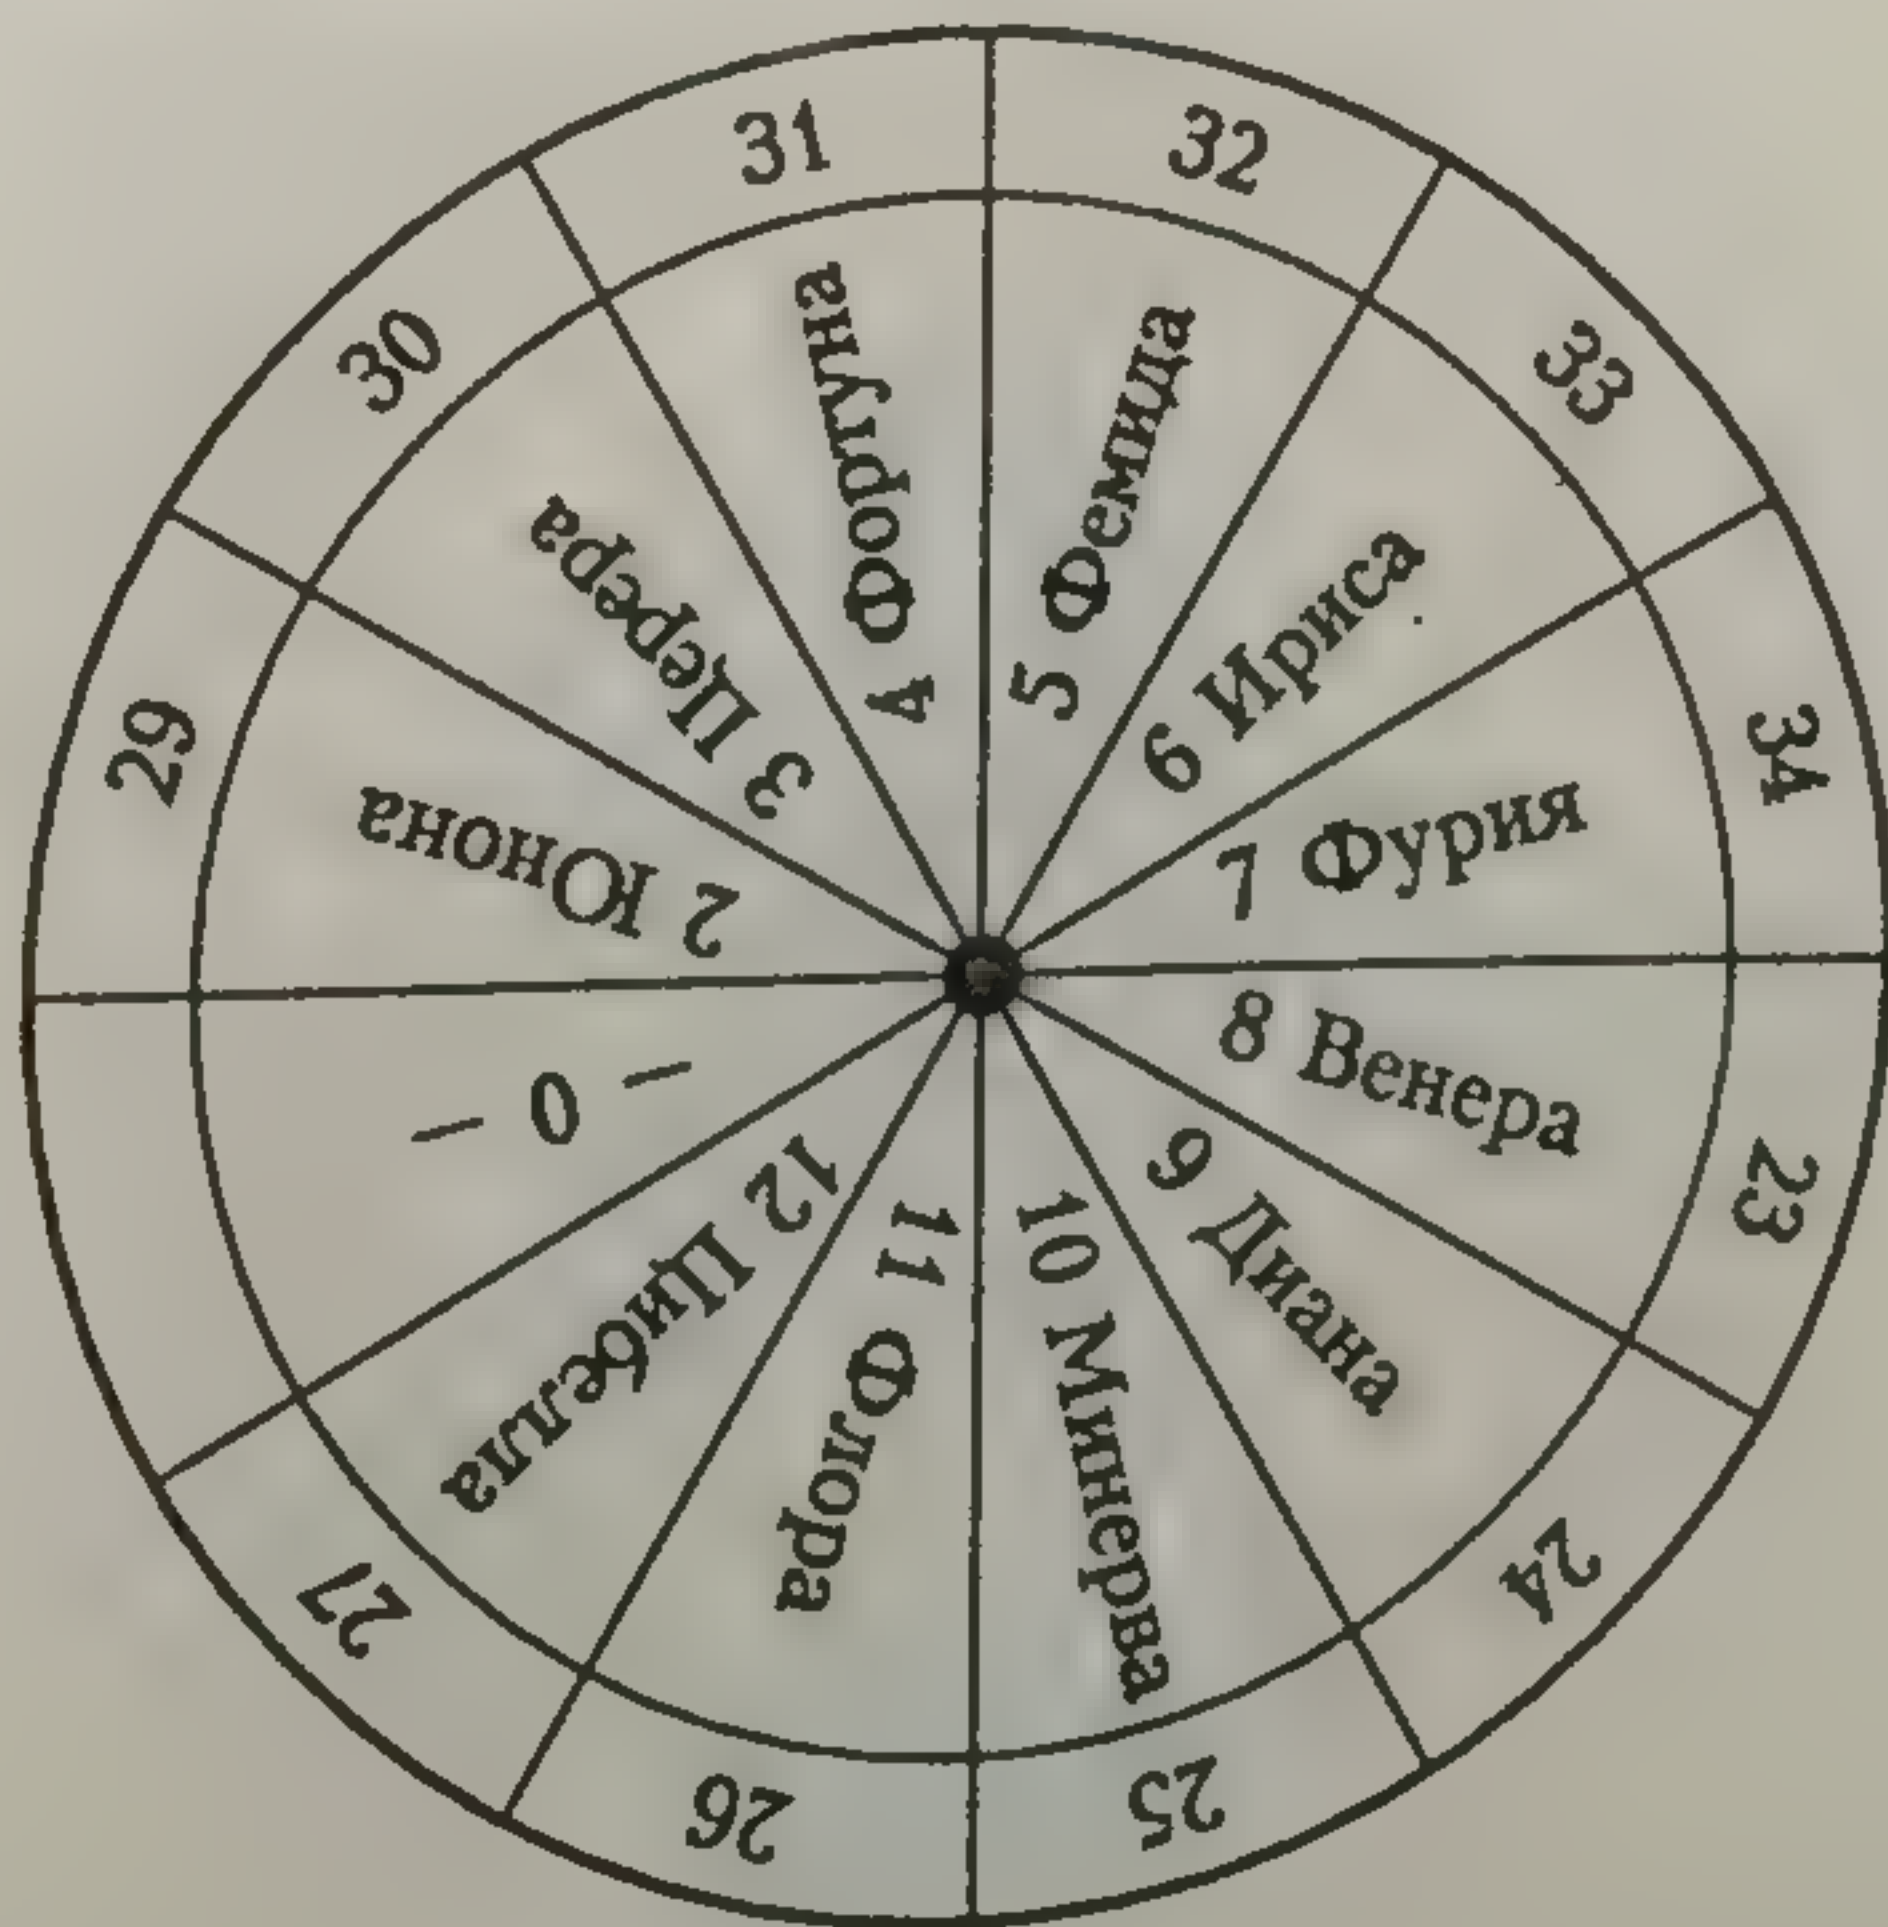 31
32
33
34
23
24
25
26
27
29
30
2 Юнона
3 Церера
4 Фортуна
5 Фемида
6 Ириса
7 Фурия
8 Венера
9 Диана
10 Минерва
11 Флора
12 Цибелла
— 0 —